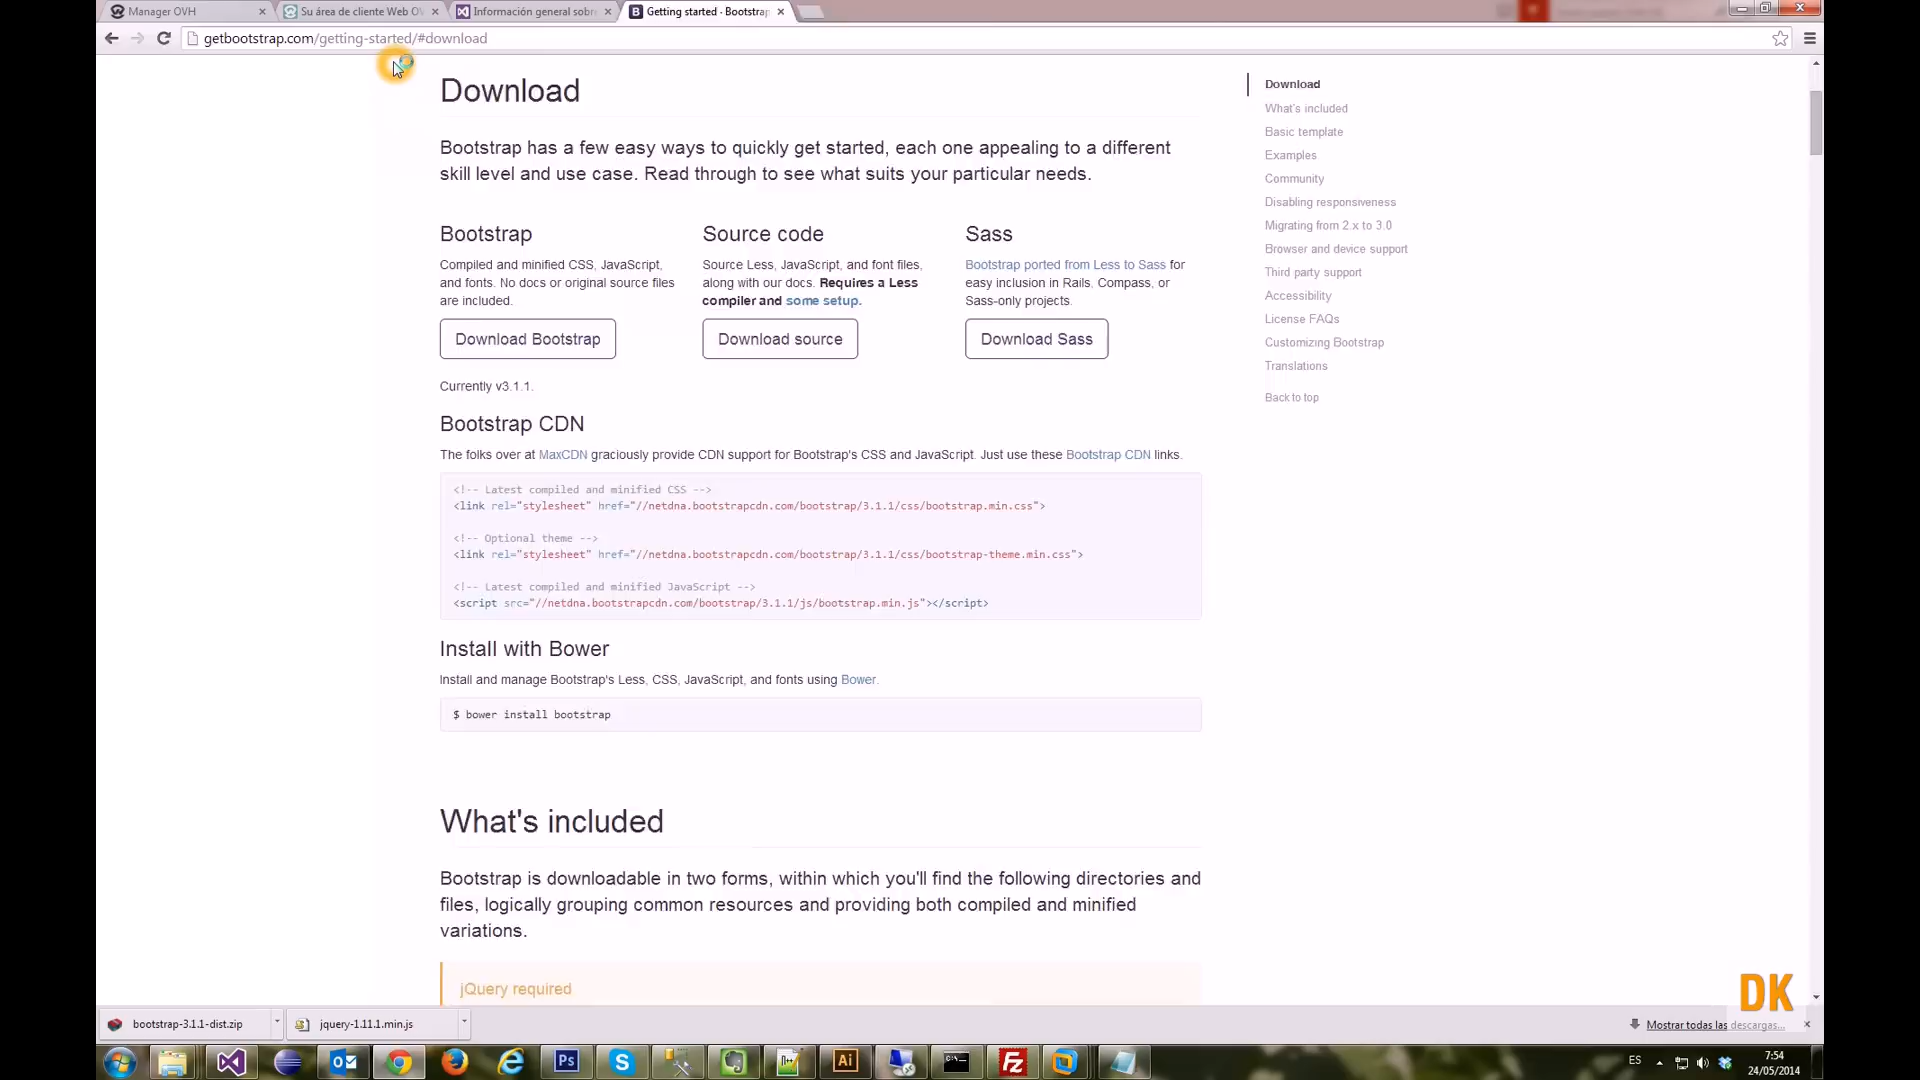 Manager OVH
Su área de cliente Web OV
Información general sobre
Getting started · Bootstrap
getbootstrap.com/getting-started/#download
Download
Bootstrap has a few easy ways to quickly get started, each one appealing to a different
skill level and use case. Read through to see what suits your particular needs.
Bootstrap
Compiled and minified CSS, JavaScript,
and fonts. No docs or original source files
are included.
Download Bootstrap
Source code
Source Less, JavaScript, and font files,
along with our docs. Requires a Less
compiler and some setup.
Download source
Sass
Bootstrap ported from Less to Sass for
easy inclusion in Rails, Compass, or
Sass-only projects.
Download Sass
Currently v3.1.1.
Bootstrap CDN
The folks over at MaxCDN graciously provide CDN support for Bootstrap's CSS and JavaScript. Just use these Bootstrap CDN links.
<!-- Latest compiled and minified CSS -->
<link rel="stylesheet" href="//netdna.bootstrapcdn.com/bootstrap/3.1.1/css/bootstrap.min.css">
<!-- Optional theme -->
<link rel="stylesheet" href="//netdna.bootstrapcdn.com/bootstrap/3.1.1/css/bootstrap-theme.min.css">
<!-- Latest compiled and minified JavaScript -->
<script src="//netdna.bootstrapcdn.com/bootstrap/3.1.1/js/bootstrap.min.js"></script>
Install with Bower
Install and manage Bootstrap's Less, CSS, JavaScript, and fonts using Bower.
$ bower install bootstrap
What's included
Bootstrap is downloadable in two forms, within which you'll find the following directories and
files, logically grouping common resources and providing both compiled and minified
variations.
jQuery required
Download
What's included
Basic template
Examples
Community
Disabling responsiveness
Migrating from 2.x to 3.0
Browser and device support
Third party support
Accessibility
License FAQs
Customizing Bootstrap
Translations
Back to top
DK
bootstrap-3.1.1-dist.zip
jquery-1.11.1.min.js
Mostrar todas las descargas...
Ps
Ai
FZ
ES
7:54
24/05/2014